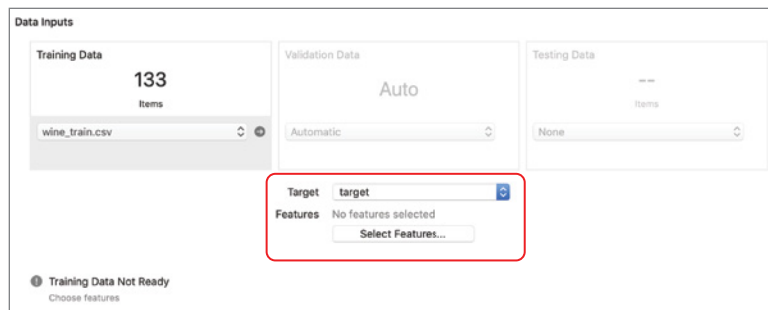 Data Inputs
Training Data
133
Items
wine_train.csv
Validation Data
Auto
Automatic
Testing Data
--
Items
None
Target target
Features No features selected
Select Features...
Training Data Not Ready
Choose features